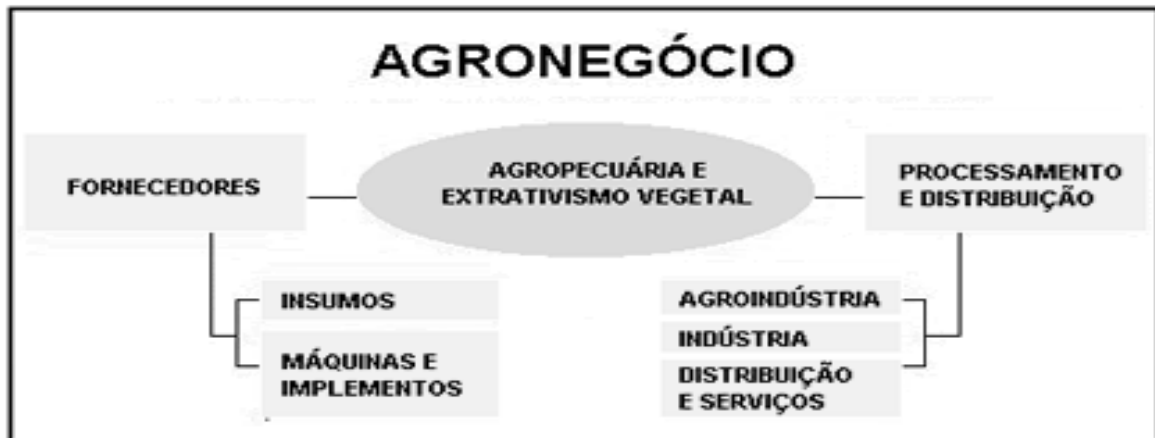 AGRONEGÓCIO
FORNECEDORES
AGROPECUÁRIA E
EXTRATIVISMO VEGETAL
PROCESSAMENTO
E DISTRIBUIÇÃO
INSUMOS
MÁQUINAS E
IMPLEMENTOS
AGROINDÚSTRIA
INDÚSTRIA
DISTRIBUIÇÃO
E SERVIÇOS